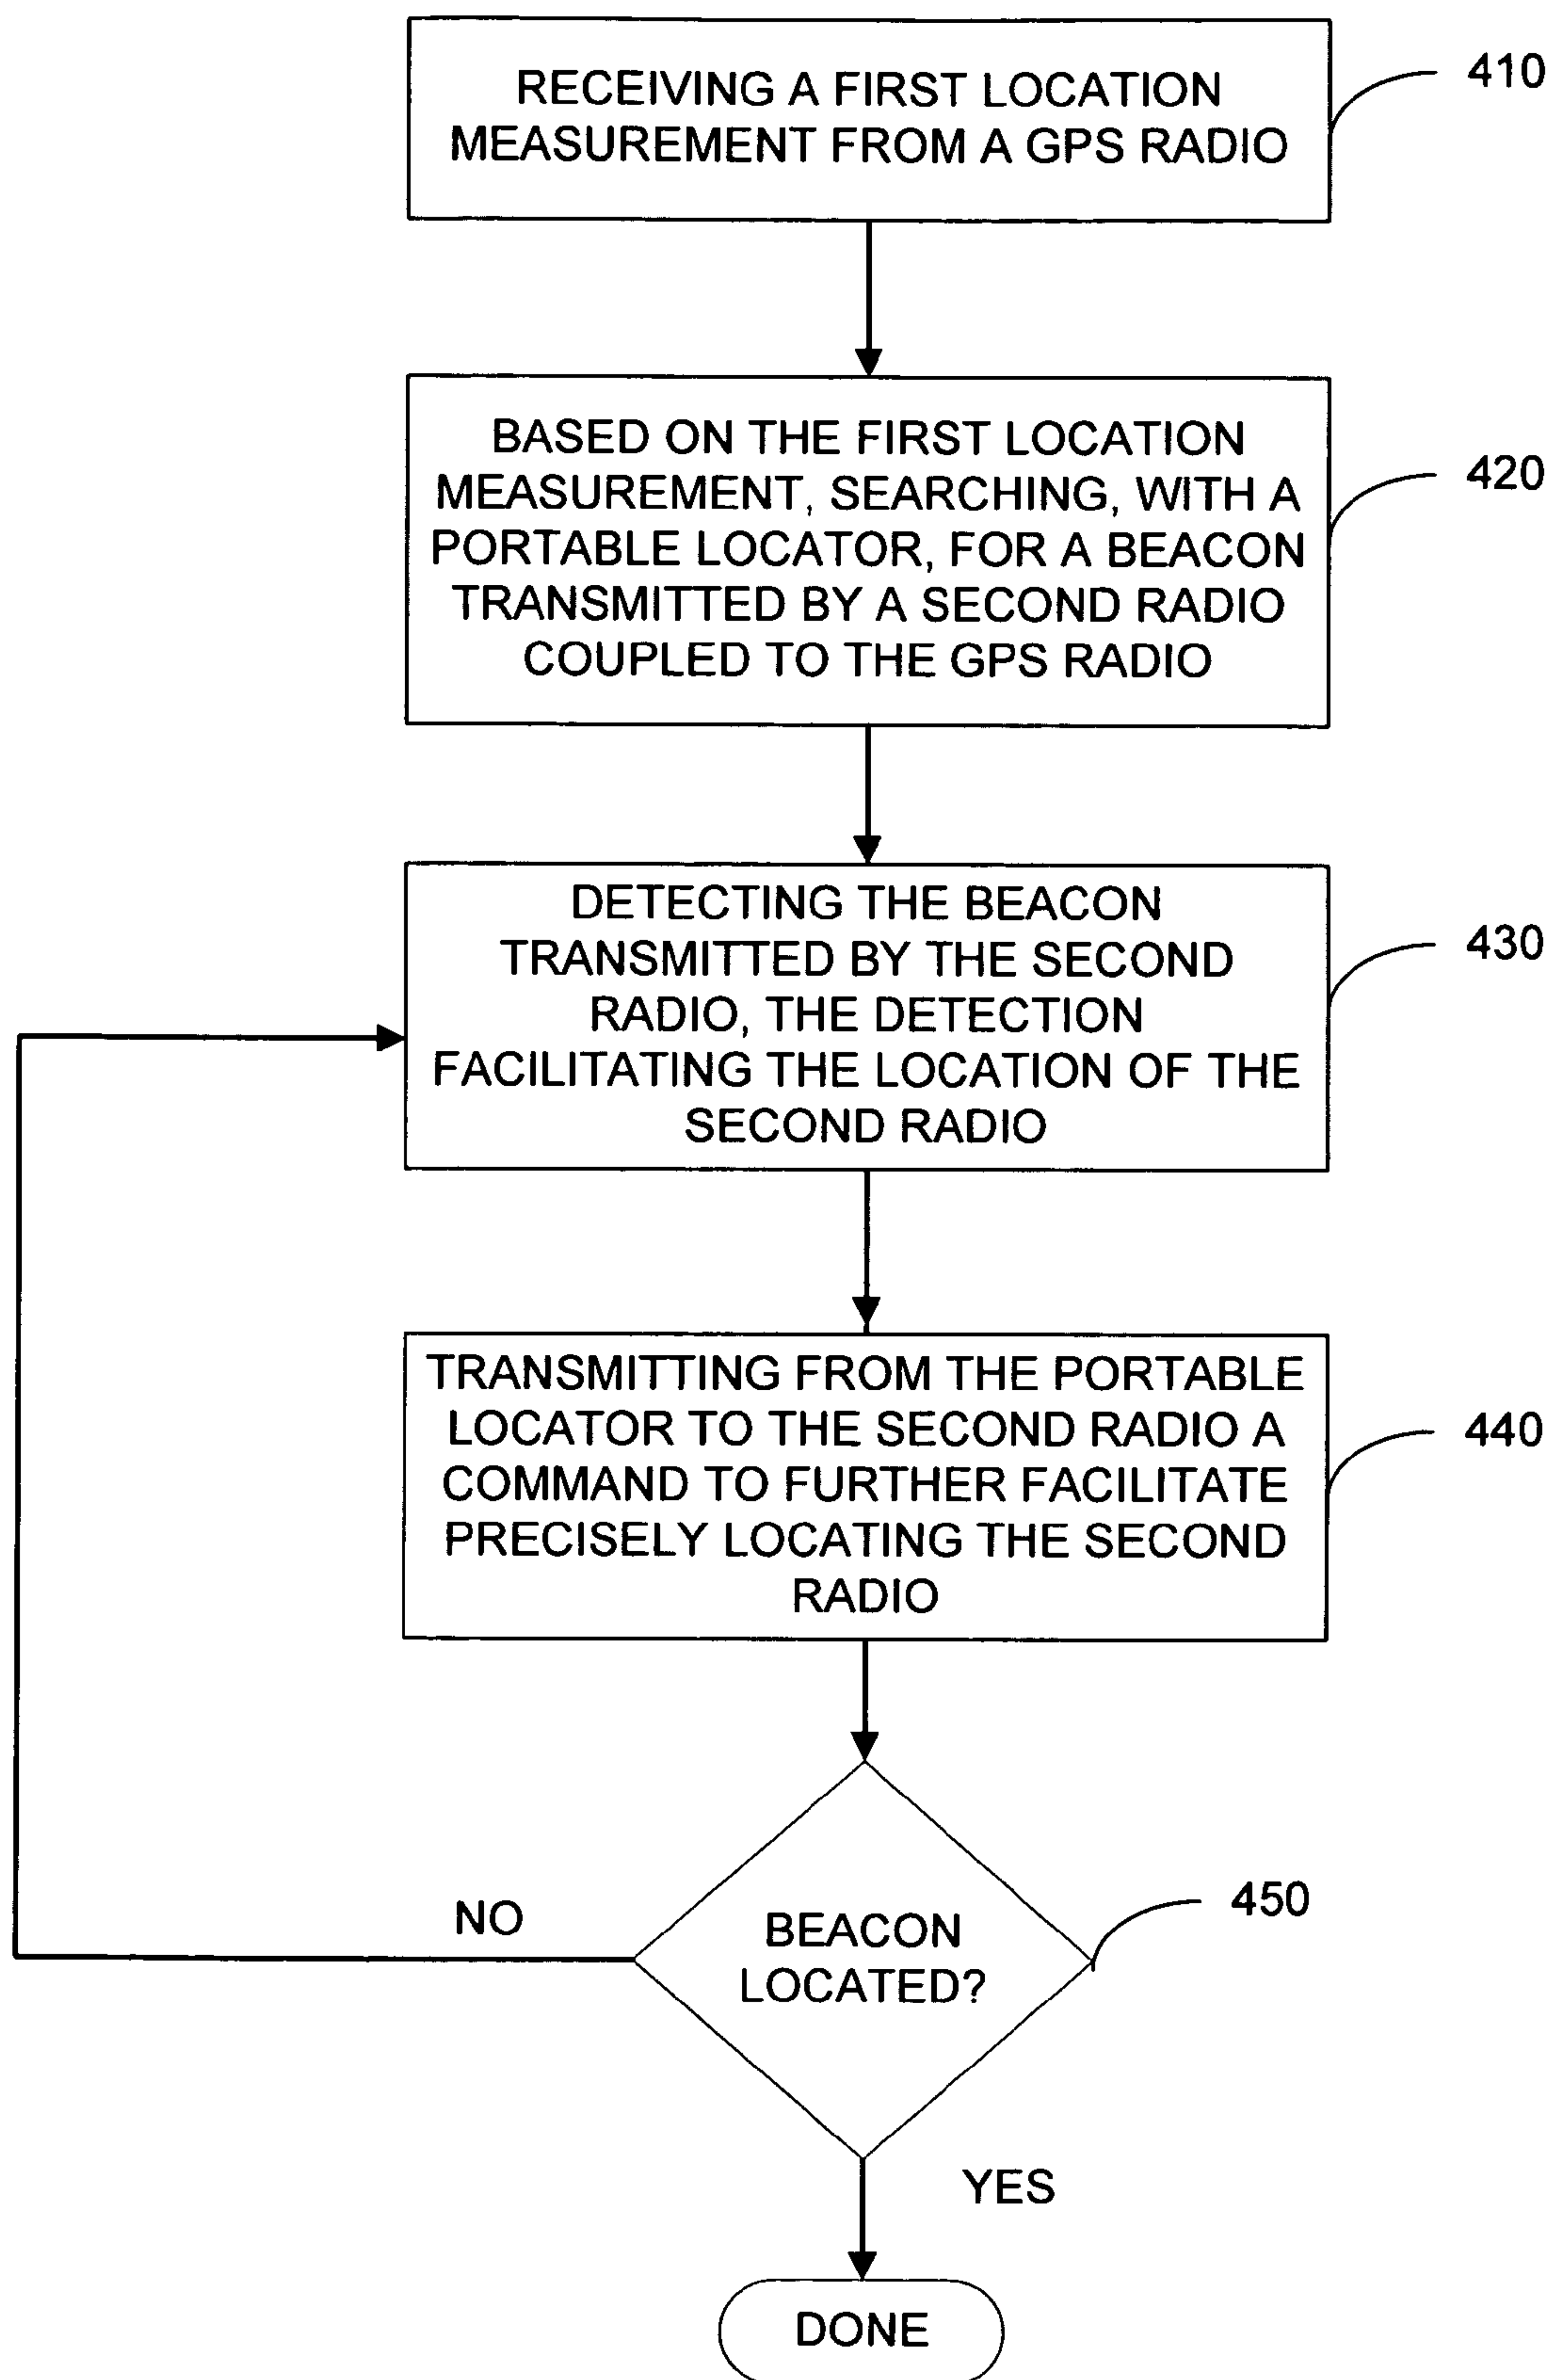 RECEIVING A FIRST LOCATION
MEASUREMENT FROM A GPS RADIO
410
BASED ON THE FIRST LOCATION
MEASUREMENT, SEARCHING, WITH A
PORTABLE LOCATOR, FOR A BEACON
TRANSMITTED BY A SECOND RADIO
COUPLED TO THE GPS RADIO
420
DETECTING THE BEACON
TRANSMITTED BY THE SECOND
RADIO, THE DETECTION
FACILITATING THE LOCATION OF THE
SECOND RADIO
430
TRANSMITTING FROM THE PORTABLE
LOCATOR TO THE SECOND RADIO A
COMMAND TO FURTHER FACILITATE
PRECISELY LOCATING THE SECOND
RADIO
440
NO
BEACON
LOCATED?
450
YES
DONE